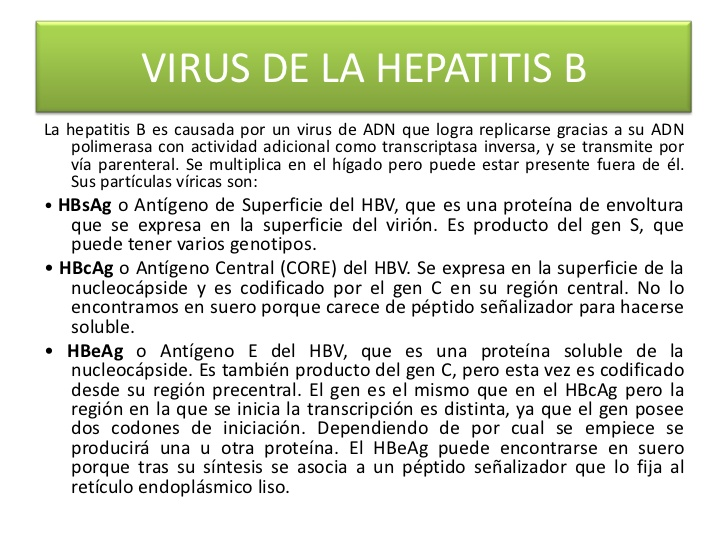 VIRUS DE LA HEPATITIS B
La hepatitis B es causada por un virus de ADN que logra replicarse gracias a su ADN
polimerasa con actividad adicional como transcriptasa inversa, y se transmite por
vía parenteral. Se multiplica en el hígado pero puede estar presente fuera de él.
Sus partículas víricas son:
• HBsAg o Antígeno de Superficie del HBV, que es una proteína de envoltura
que se expresa en la superficie del virión. Es producto del gen S, que
puede tener varios genotipos.
• HBcAg o Antígeno Central (CORE) del HBV. Se expresa en la superficie de la
nucleocápside y es codificado por el gen C en su región central. No lo
encontramos en suero porque carece de péptido señalizador para hacerse
soluble.
• HBeAg o Antígeno E del HBV, que es una proteína soluble de la
nucleocápside. Es también producto del gen C, pero esta vez es codificado
desde su región precentral. El gen es el mismo que en el HBcAg pero la
región en la que se inicia la transcripción es distinta, ya que el gen posee
dos codones de iniciación. Dependiendo de por cual se empiece se
producirá una u otra proteína. El HBeAg puede encontrarse en suero
porque tras su síntesis se asocia a un péptido señalizador que lo fija al
retículo endoplásmico liso.